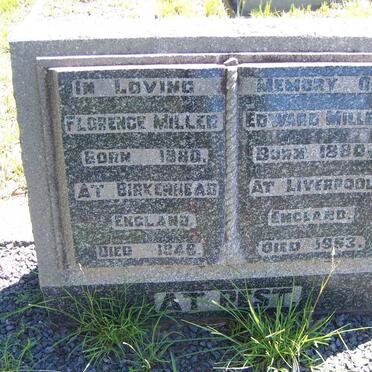 IN LOVING
FLORENCE MILLER
BORN 1880.
AT BIRKENHEAD
ENGLAND
DIED 1948.
MEMORY O
EDWARD MILLE
BORN 1880
AT LIVERPOOL
ENGLAND.
DIED 1953.
AT REST